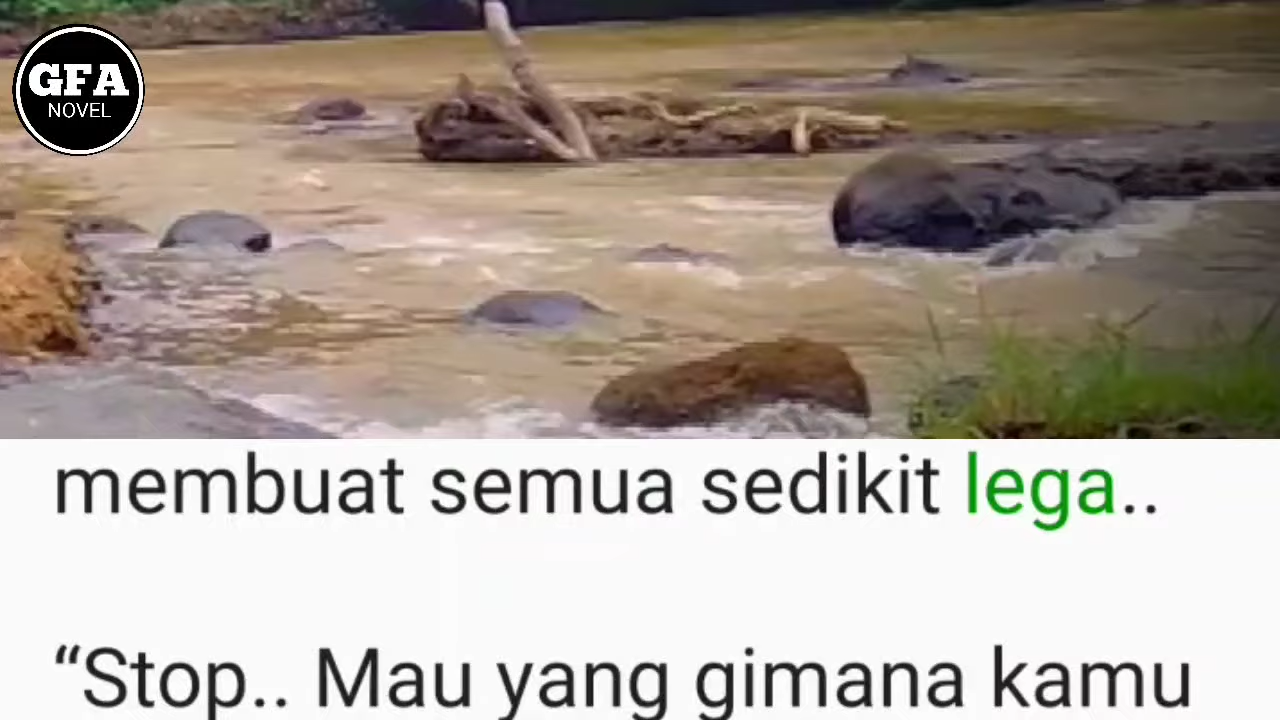 GFA
NOVEL
membuat semua sedikit lega..
“Stop.. Mau yang gimana kamu